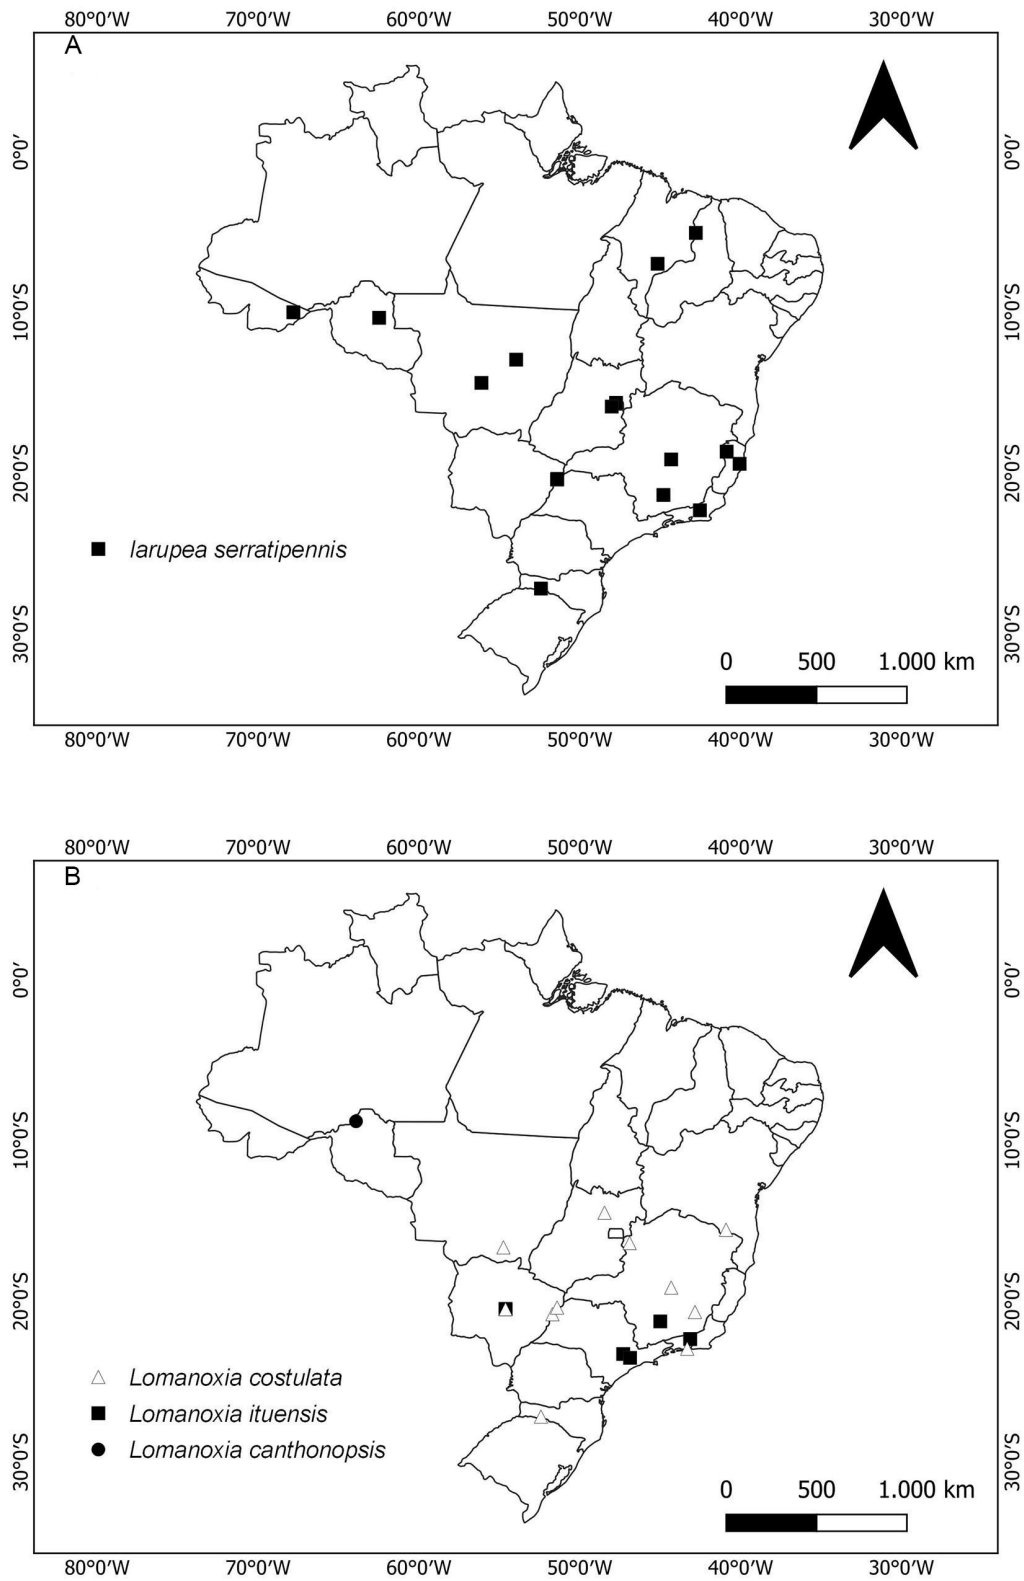 80°0′W 70°0′W 60°0′W 50°0′W 40°0′W 30°0′W
A
0°0′ 0°0′
10°0′S 10°0′S
20°0′S 20°0′S
Iarupea serratipennis
30°0′S 30°0′S
0 500 1.000 km
80°0′W 70°0′W 60°0′W 50°0′W 40°0′W 30°0′W
80°0′W 70°0′W 60°0′W 50°0′W 40°0′W 30°0′W
B
0°0′ 0°0′
10°0′S 10°0′S
20°0′S 20°0′S
Lomanoxia costulata
Lomanoxia ituensis
Lomanoxia canthonopsis
30°0′S 30°0′S
0 500 1.000 km
80°0′W 70°0′W 60°0′W 50°0′W 40°0′W 30°0′W